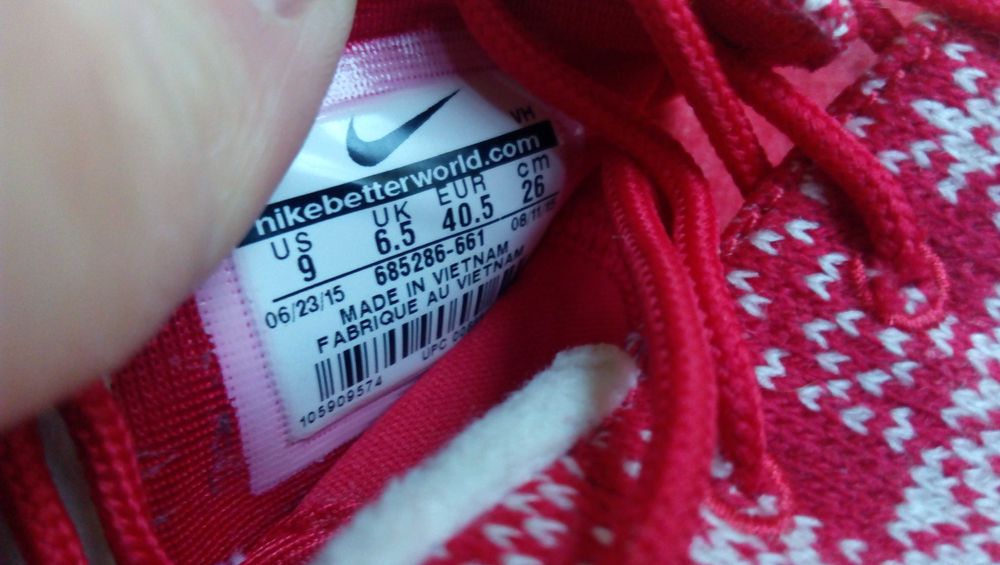 VH
nikebetterworld.com
US UK EUR cm
9 6.5 40.5 26
685286-661
06/23/15 08/11/15
MADE IN VIETNAM
FABRIQUE AU VIETNAM
UPC
105909574